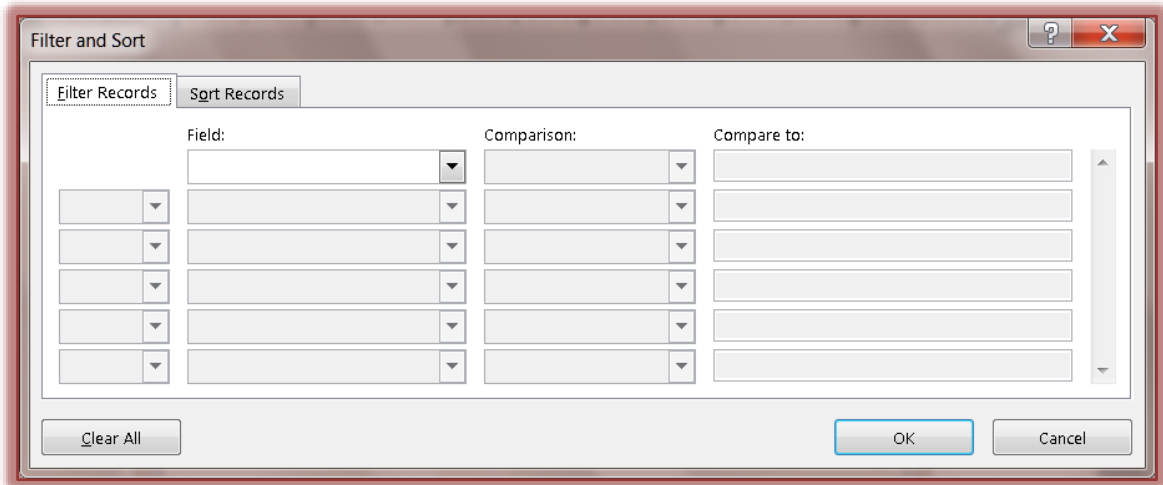 Filter and Sort
Filter Records Sort Records
Field: Comparison: Compare to:
Clear All OK Cancel